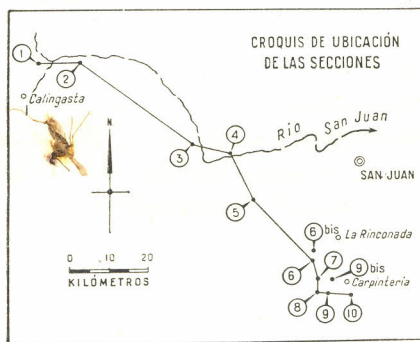 CROQUIS DE UBICACIÓN
DE LAS SECCIONES
1
2
Calingasta
N
3
4
Río San Juan
SAN JUAN
5
6 bis
La Rinconada
6
7
9 bis
Carpintería
8
9
10
0 10 20
KILÓMETROS